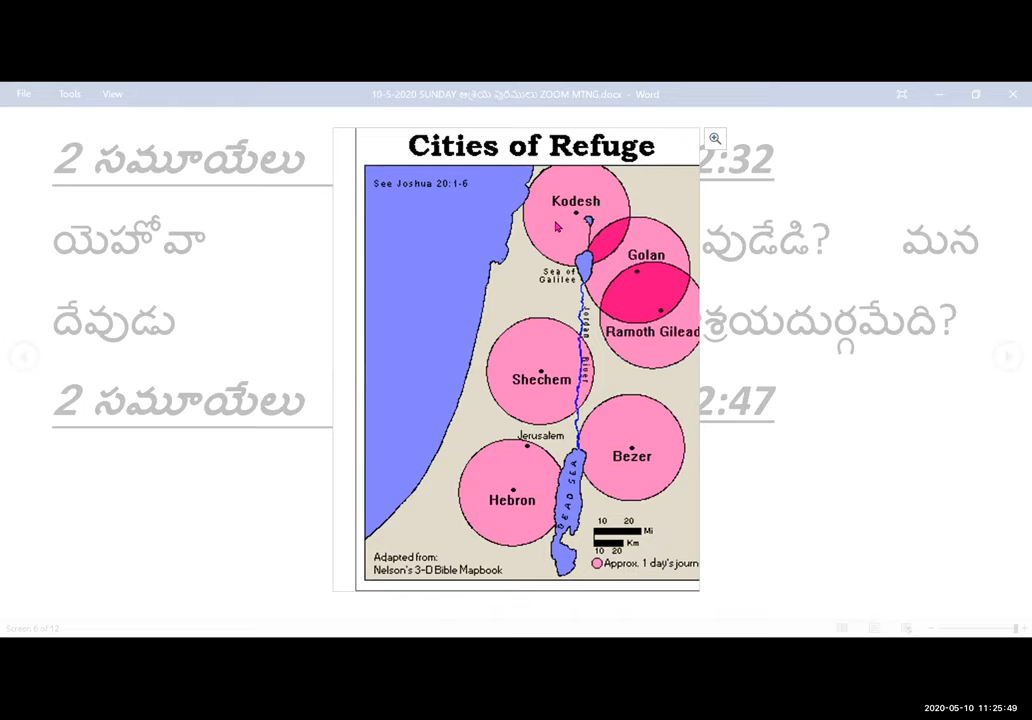 File Tools View 10-5-2020 SUNDAY ఆశ్రయ పురములు ZOOM MTNG.docx - Word
2 సమూయేలు 2:32
యెహోవా వుడేడి? మన
దేవుడు శ్రయదుర్గమేది?
2 సమూయేలు 2:47
Cities of Refuge
See Joshua 20:1-6
Kodesh
Golan
Sea of
Galilee
Ramoth Gilead
Jordan River
Shechem
Jerusalem
Bezer
Hebron
DEAD SEA
10 20
Mi
Km
10 20
Adapted from:
Nelson's 3-D Bible Mapbook
Approx. 1 day's journ
Screen 6 of 12
2020-05-10 11:25:49